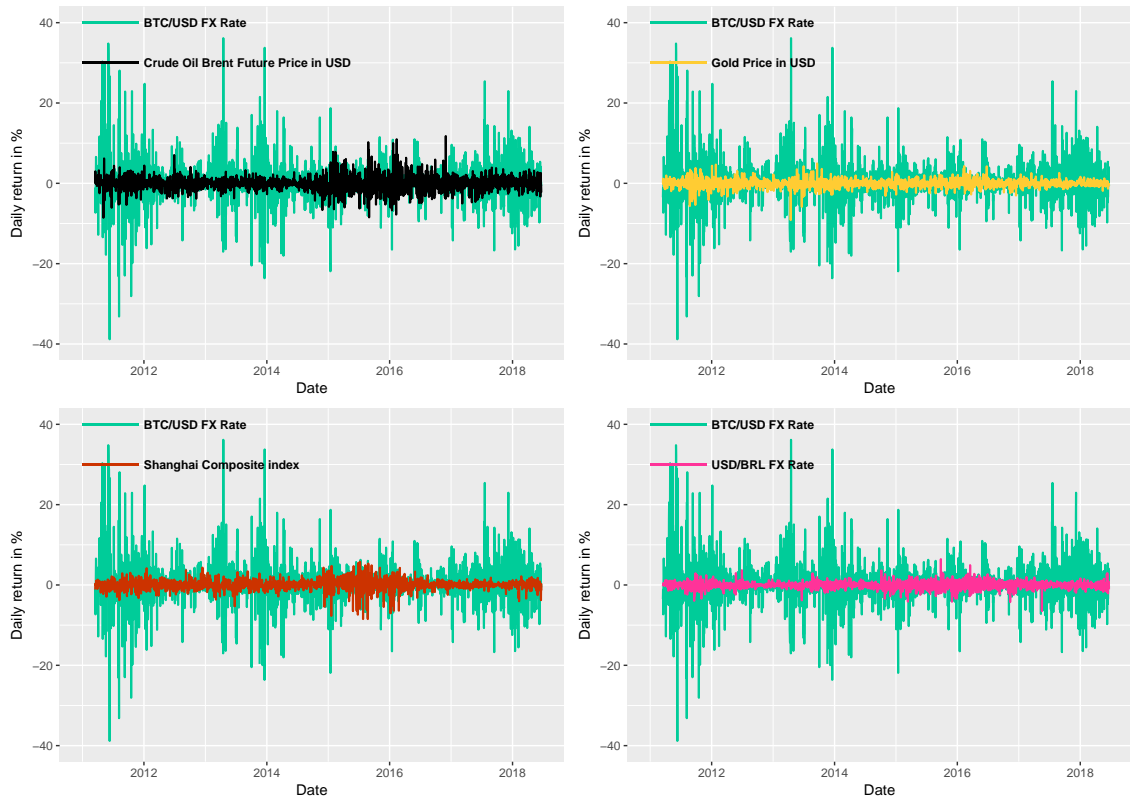 BTC/USD FX Rate
Crude Oil Brent Future Price in USD
Daily return in %
40
20
0
−20
−40
2012 2014 2016 2018
Date
BTC/USD FX Rate
Gold Price in USD
Daily return in %
40
20
0
−20
−40
2012 2014 2016 2018
Date
BTC/USD FX Rate
Shanghai Composite index
Daily return in %
40
20
0
−20
−40
2012 2014 2016 2018
Date
BTC/USD FX Rate
USD/BRL FX Rate
Daily return in %
40
20
0
−20
−40
2012 2014 2016 2018
Date